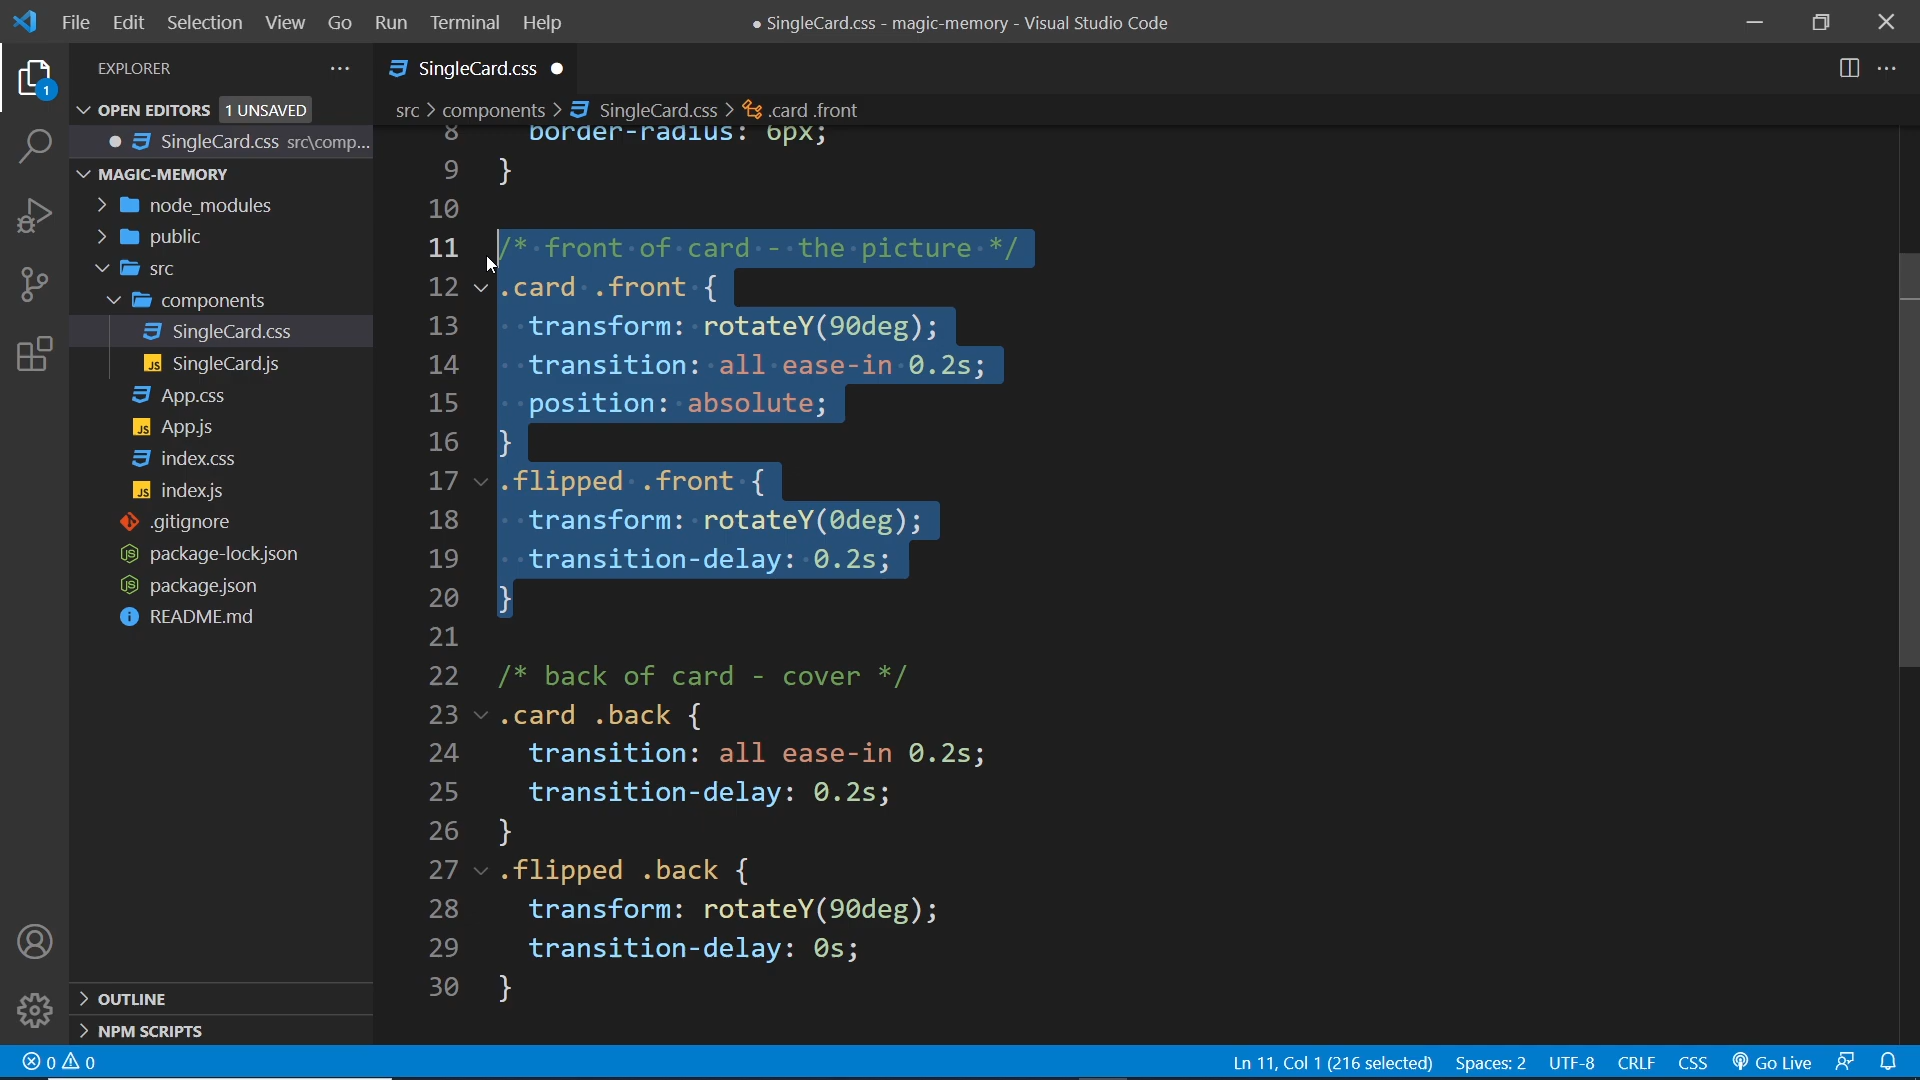 File Edit Selection View Go Run Terminal Help
● SingleCard.css - magic-memory - Visual Studio Code
EXPLORER
SingleCard.css
OPEN EDITORS 1 UNSAVED
src > components > SingleCard.css > .card .front
SingleCard.css src\comp...
MAGIC-MEMORY
node_modules
public
src
components
SingleCard.css
SingleCard.js
App.css
App.js
index.css
index.js
.gitignore
package-lock.json
package.json
README.md
OUTLINE
NPM SCRIPTS
1
8 border-radius: 6px;
9 }
10
11 /* front of card - the picture */
12 .card .front {
13 transform: rotateY(90deg);
14 transition: all ease-in 0.2s;
15 position: absolute;
16 }
17 .flipped .front {
18 transform: rotateY(0deg);
19 transition-delay: 0.2s;
20 }
21
22 /* back of card - cover */
23 .card .back {
24 transition: all ease-in 0.2s;
25 transition-delay: 0.2s;
26 }
27 .flipped .back {
28 transform: rotateY(90deg);
29 transition-delay: 0s;
30 }
0 0
Ln 11, Col 1 (216 selected) Spaces: 2 UTF-8 CRLF CSS Go Live